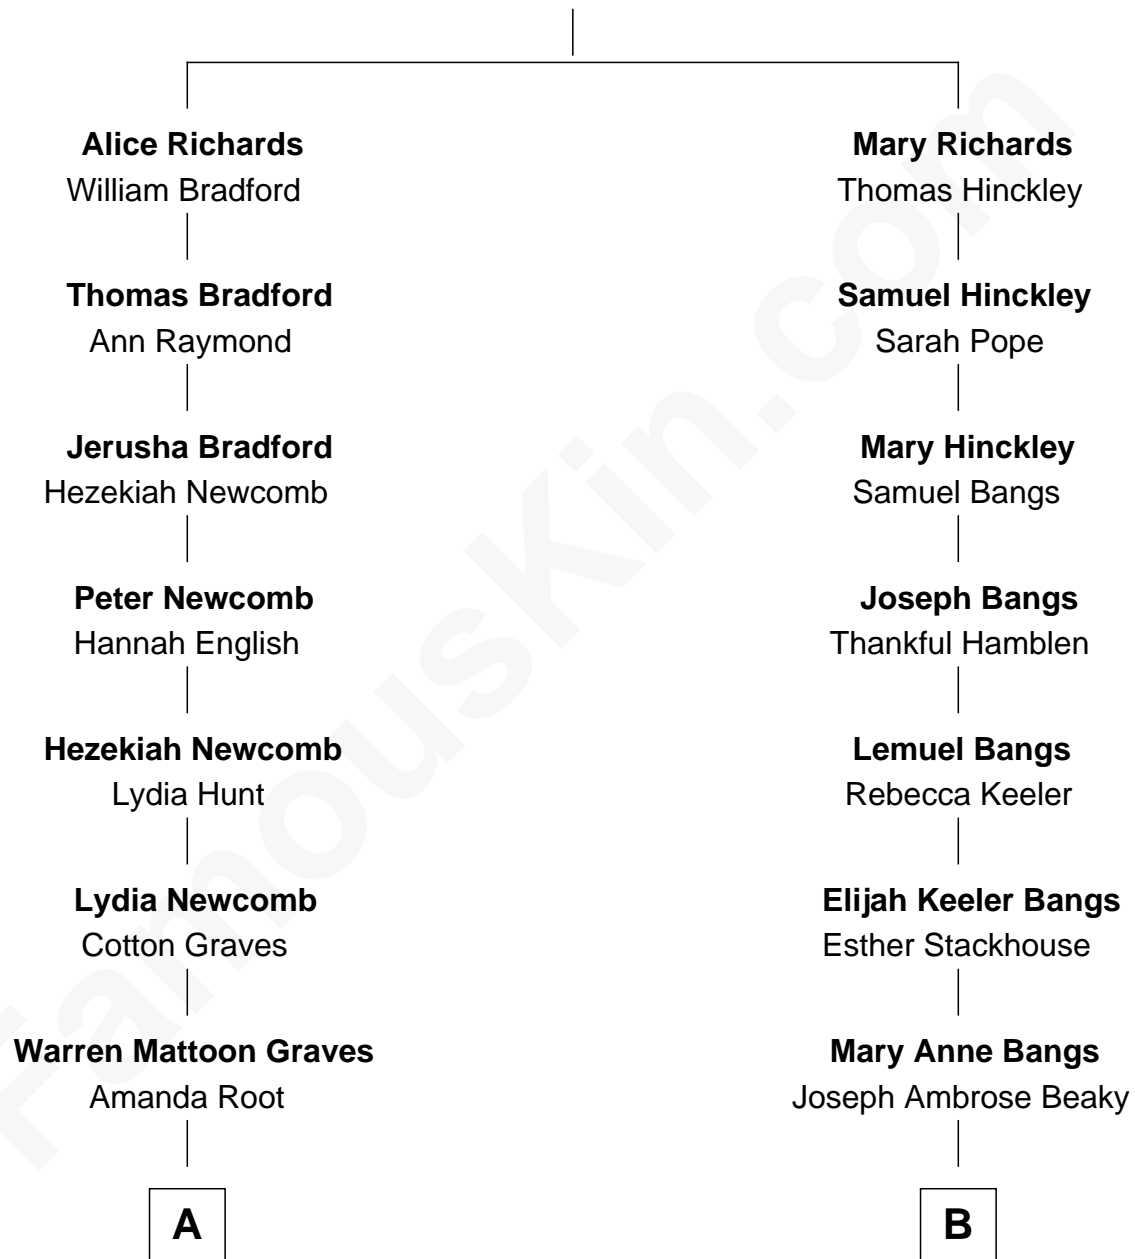 Alice Richards
William Bradford
Thomas Bradford
Ann Raymond
Jerusha Bradford
Hezekiah Newcomb
Peter Newcomb
Hannah English
Hezekiah Newcomb
Lydia Hunt
Lydia Newcomb
Cotton Graves
Warren Mattoon Graves
Amanda Root
A
Mary Richards
Thomas Hinckley
Samuel Hinckley
Sarah Pope
Mary Hinckley
Samuel Bangs
Joseph Bangs
Thankful Hamblen
Lemuel Bangs
Rebecca Keeler
Elijah Keeler Bangs
Esther Stackhouse
Mary Anne Bangs
Joseph Ambrose Beaky
B
FamousKin.com